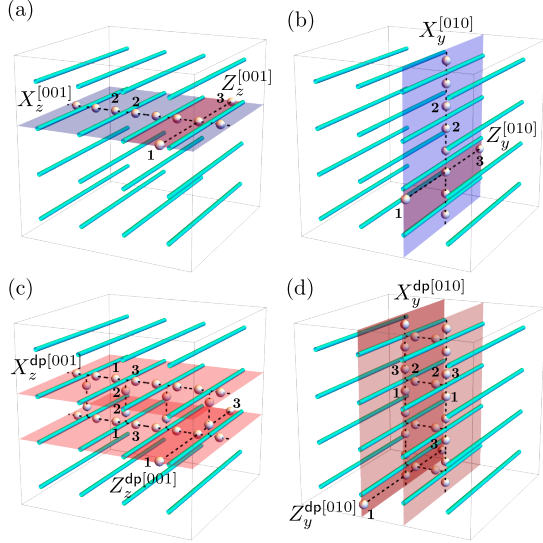 (a)
X_z^[001]
Z_z^[001]
2 2
3
1
(b)
X_y^[010]
2
2
Z_y^[010]
3
1
(c)
X_z^dp[001]
1 3
2
2
1 3
3
1
Z_z^dp[001]
(d)
X_y^dp[010]
3 2 2 3
1
3
1
Z_y^dp[010]